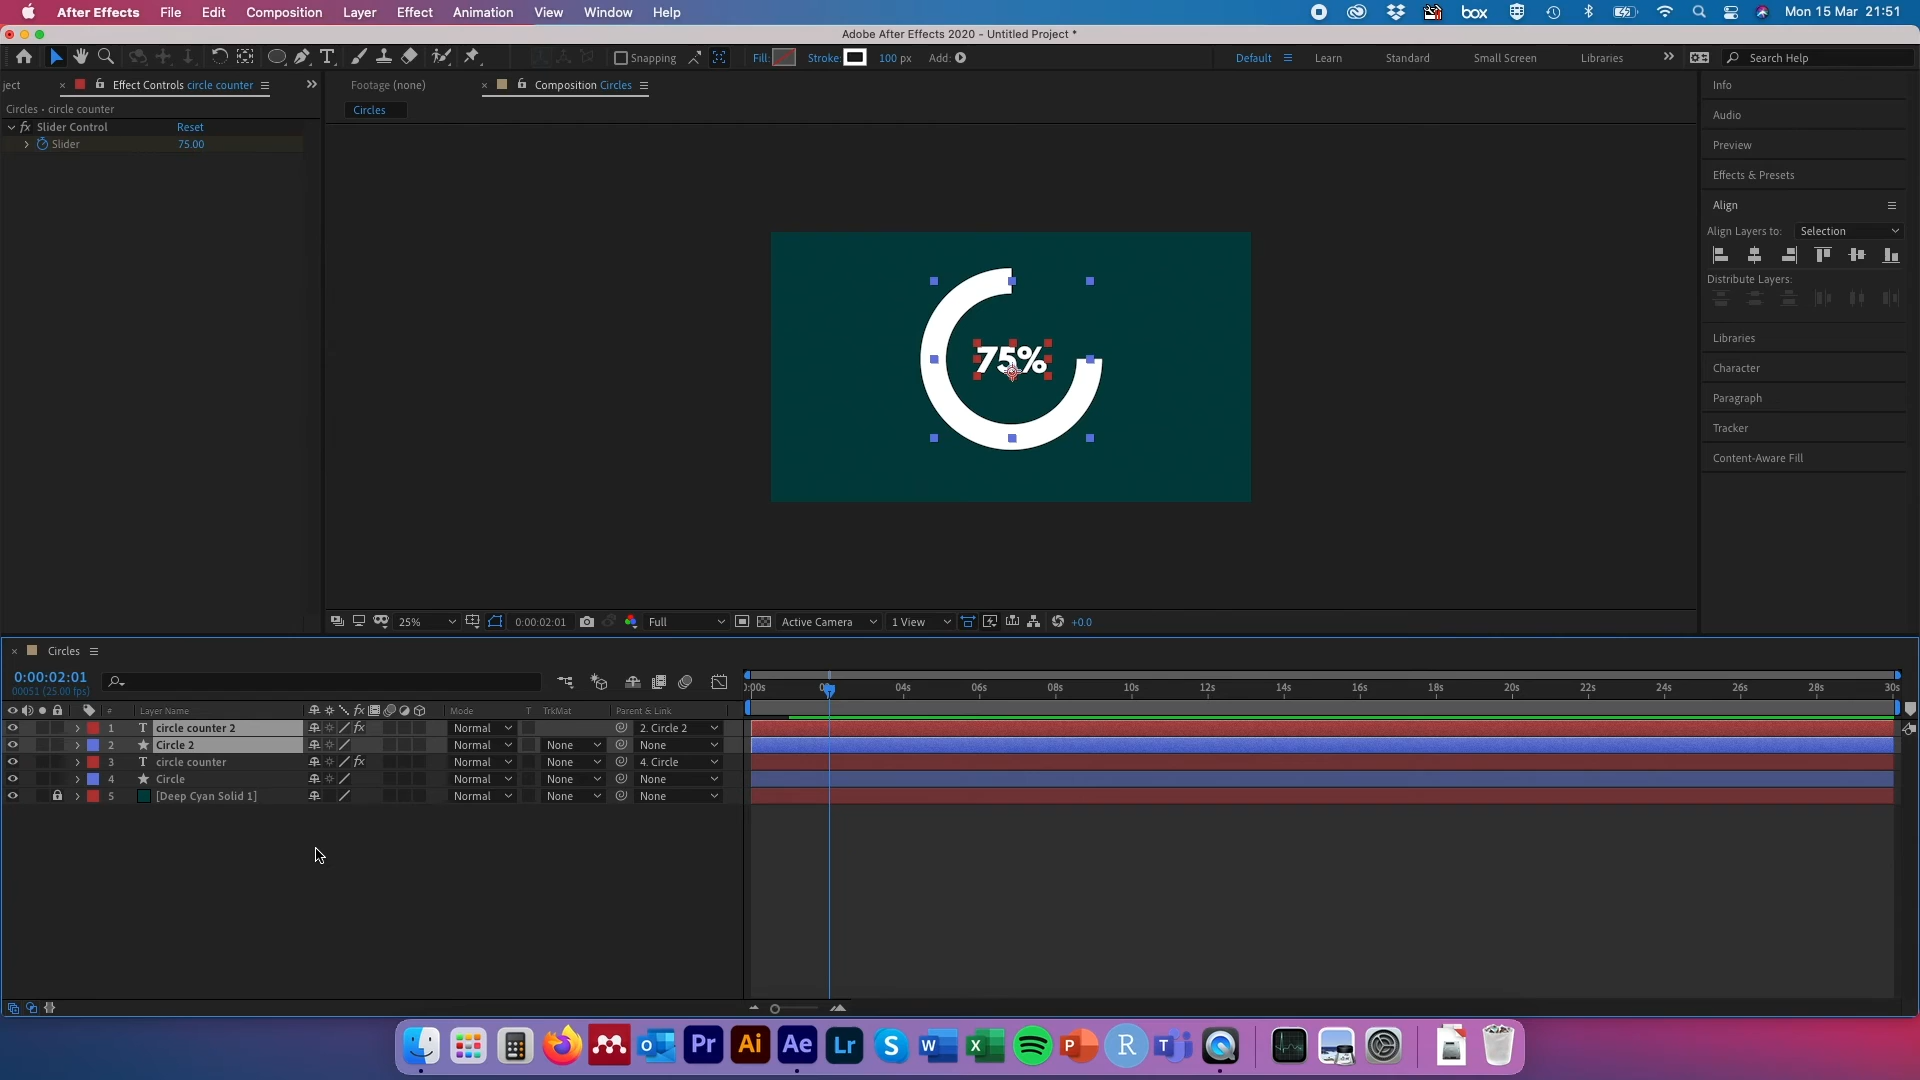 After Effects File Edit Composition Layer Effect Animation View Window Help box Mon 15 Mar 21:51
Adobe After Effects 2020 - Untitled Project *
Snapping Fill: Stroke: 100 px Add: Default Learn Standard Small Screen Libraries Search Help
ject Effect Controls circle counter
Circles • circle counter
fx Slider Control Reset
Slider 75.00
Footage (none) Composition Circles
Circles
75%
25% 0:00:02:01 Full Active Camera 1 View +0.0
Info
Audio
Preview
Effects & Presets
Align
Align Layers to: Selection
Distribute Layers:
Libraries
Character
Paragraph
Tracker
Content-Aware Fill
Circles
0:00:02:01
00051 (25.00 fps)
# Layer Name fx Mode T TrkMat Parent & Link
1 T circle counter 2 fx Normal 2. Circle 2
2 Circle 2 Normal None None
3 T circle counter fx Normal None 4. Circle
4 Circle Normal None None
5 [Deep Cyan Solid 1] Normal None None
:00s 04s 06s 08s 10s 12s 14s 16s 18s 20s 22s 24s 26s 28s 30s
Pr Ai Ae Lr S W X P R T